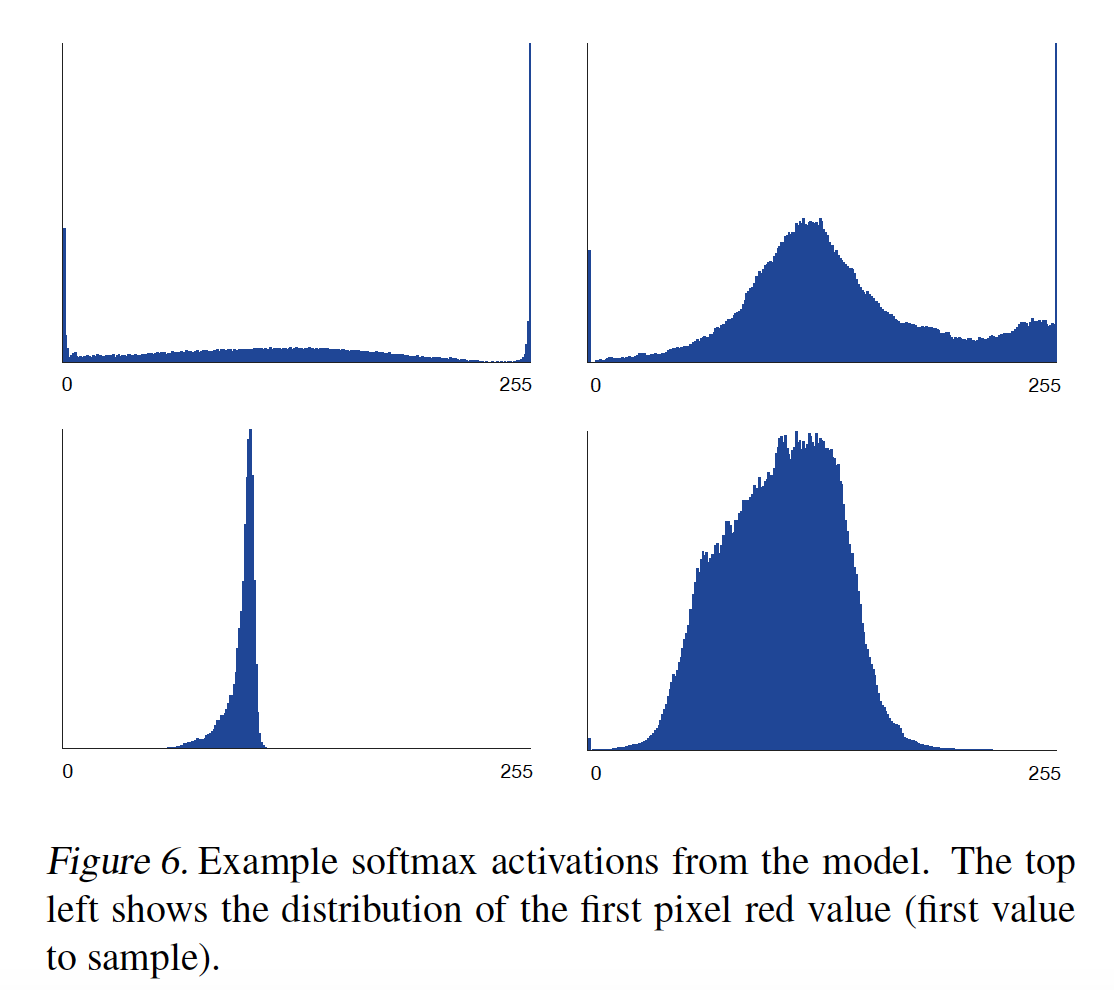 0 255 0 255
0 255 0 255
Figure 6. Example softmax activations from the model. The top
left shows the distribution of the first pixel red value (first value
to sample).